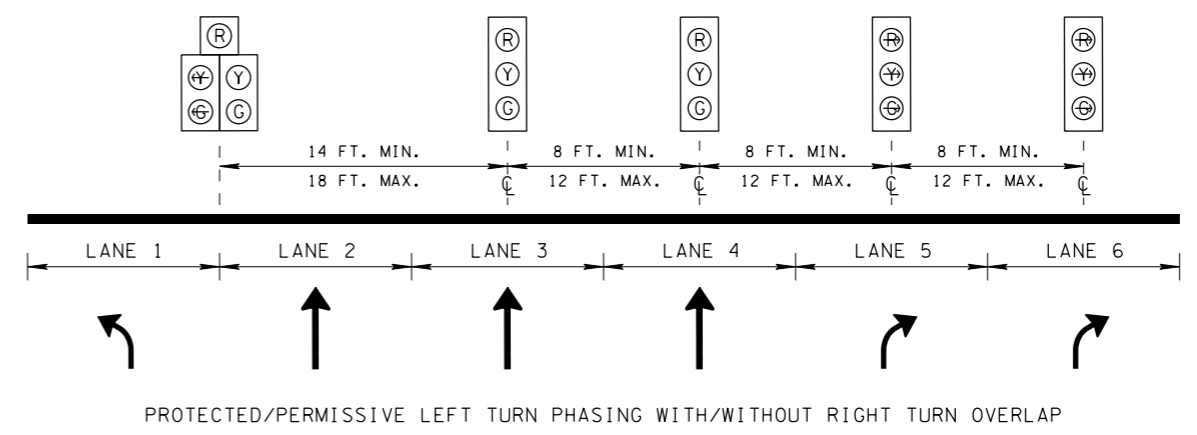 R
R R R R
Y Y Y Y Y Y
G G G G G G
14 FT. MIN. 8 FT. MIN. 8 FT. MIN. 8 FT. MIN.
18 FT. MAX. ℄ 12 FT. MAX. ℄ 12 FT. MAX. ℄ 12 FT. MAX. ℄
LANE 1 LANE 2 LANE 3 LANE 4 LANE 5 LANE 6
PROTECTED/PERMISSIVE LEFT TURN PHASING WITH/WITHOUT RIGHT TURN OVERLAP